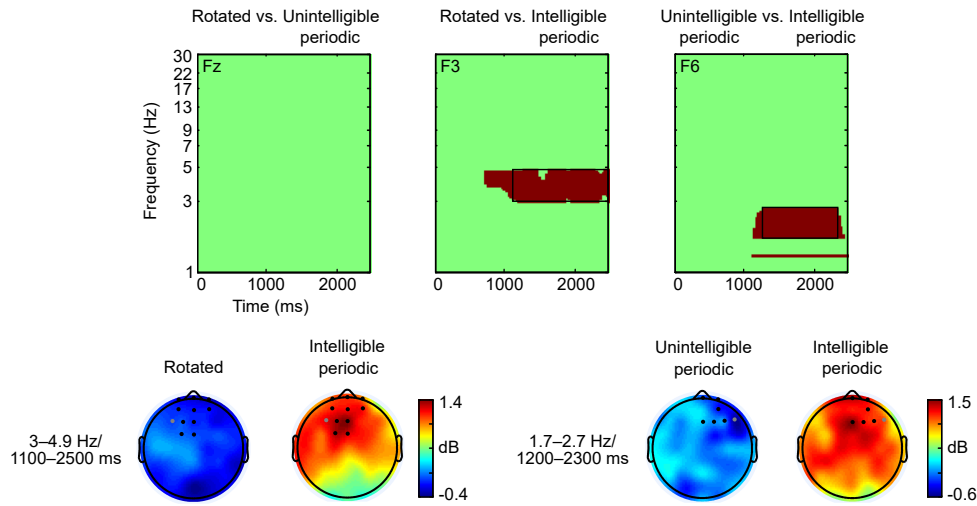 Rotated vs. Unintelligible
periodic
Rotated vs. Intelligible
periodic
Unintelligible vs. Intelligible
periodic periodic
Frequency (Hz)
30
22
17
13
9
7
5
3
1
Fz
F3
F6
0 1000 2000
0 1000 2000
0 1000 2000
Time (ms)
Rotated
Intelligible
periodic
Unintelligible
periodic
Intelligible
periodic
3–4.9 Hz/
1100–2500 ms
1.4
dB
-0.4
1.7–2.7 Hz/
1200–2300 ms
1.5
dB
-0.6